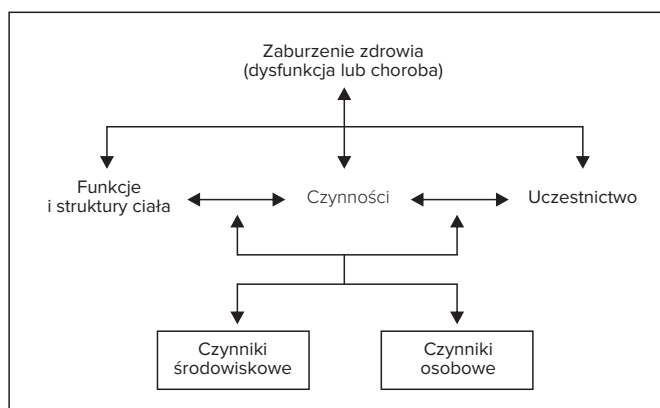 Zaburzenie zdrowia
(dysfunkcja lub choroba)
Funkcje
i struktury ciała
Czynności
Uczestnictwo
Czynniki
środowiskowe
Czynniki
osobowe